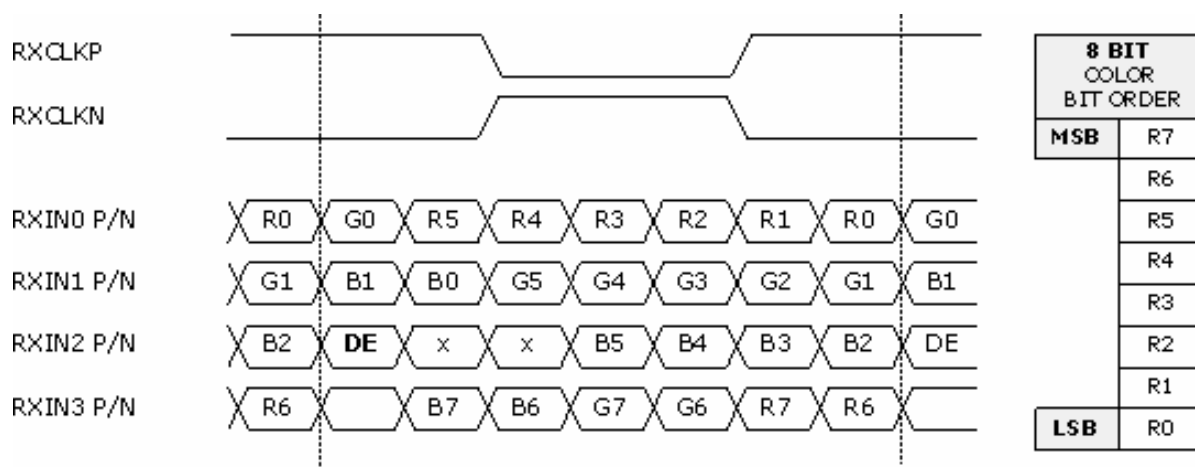 RXCLKP
RXCLKN
RXIN0 P/N R0 G0 R5 R4 R3 R2 R1 R0 G0
RXIN1 P/N G1 B1 B0 G5 G4 G3 G2 G1 B1
RXIN2 P/N B2 DE x x B5 B4 B3 B2 DE
RXIN3 P/N R6 B7 B6 G7 G6 R7 R6
8 BIT
COLOR
BIT ORDER
MSB R7
R6
R5
R4
R3
R2
R1
LSB R0